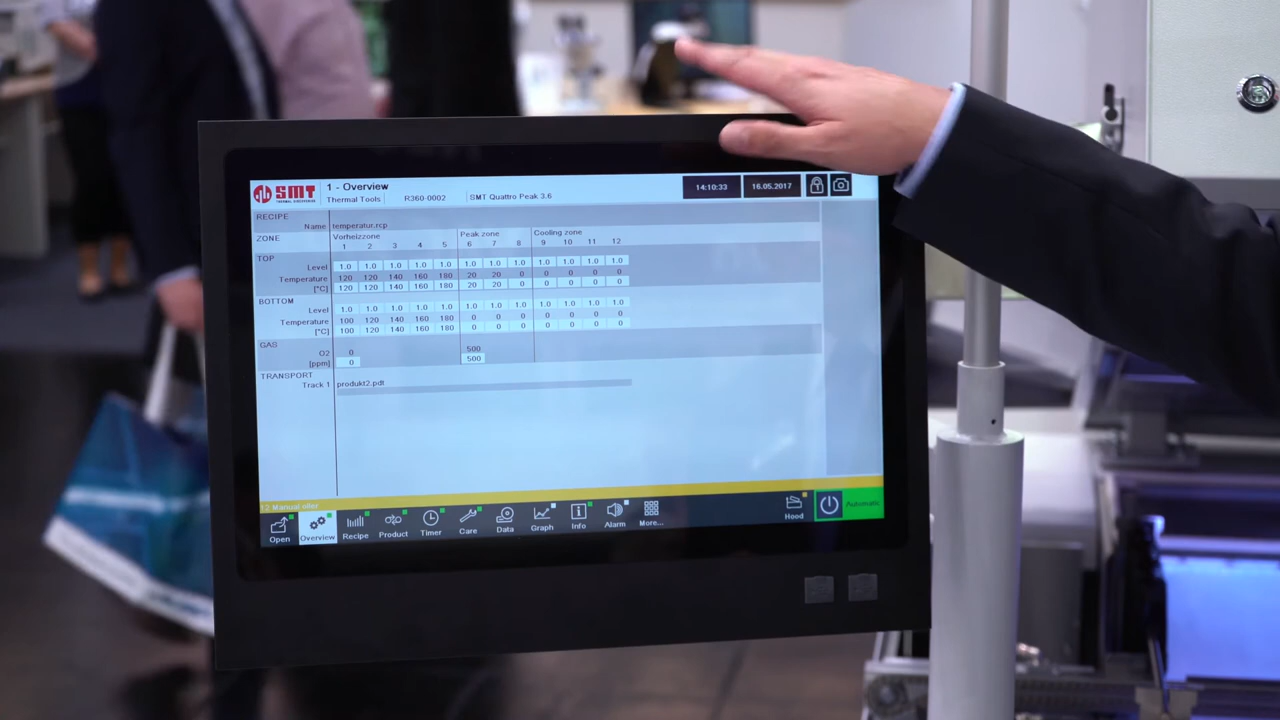 SMT
1 - Overview
Thermal Tools R360-0002 SMT Quattro Peak 3.6
14:10:33 16.05.2017
RECIPE
Name temperatur.rcp
ZONE Vorheizzone Peak zone Cooling zone
1 2 3 4 5 6 7 8 9 10 11 12
TOP
Level 1.0 1.0 1.0 1.0 1.0 1.0 1.0 1.0 1.0 1.0 1.0 1.0
Temperature 120 120 140 160 180 20 20 0 0 0 0 0
[°C] 120 120 140 160 180 20 20 0 0 0 0 0
BOTTOM
Level 1.0 1.0 1.0 1.0 1.0 1.0 1.0 1.0 1.0 1.0 1.0 1.0
Temperature 100 120 140 160 180 0 0 0 0 0 0 0
[°C] 100 120 140 160 180 0 0 0 0 0 0 0
GAS
O2 0 500
[ppm] 0 500
TRANSPORT
Track 1 produkt2.pdt
12 Manual oiler
Open Overview Recipe Product Timer Care Data Graph Info Alarm More... Hood Automatic